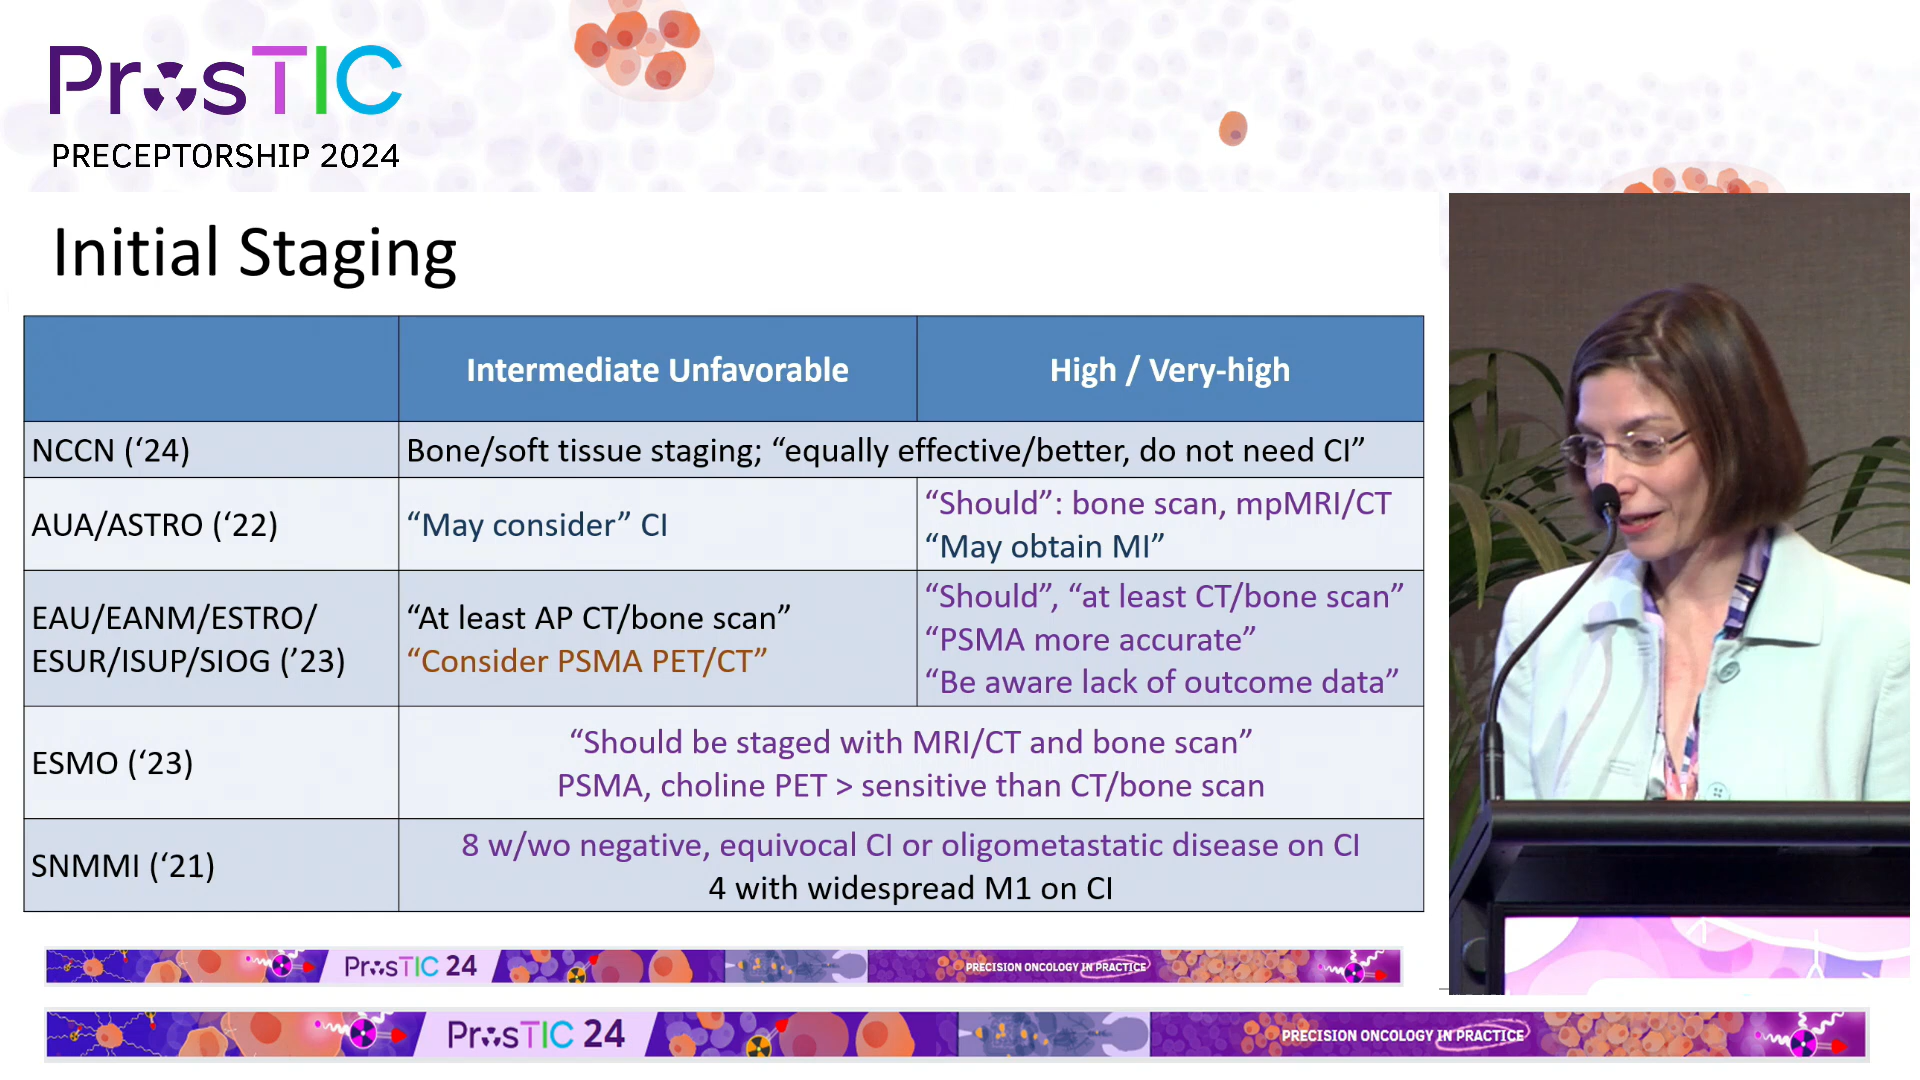 ProsTIC
PRECEPTORSHIP 2024
Initial Staging
Intermediate Unfavorable
High / Very-high
NCCN (‘24)
Bone/soft tissue staging; “equally effective/better, do not need CI”
AUA/ASTRO (‘22)
“May consider” CI
“Should”: bone scan, mpMRI/CT
“May obtain MI”
EAU/EANM/ESTRO/
ESUR/ISUP/SIOG (’23)
“At least AP CT/bone scan”
“Consider PSMA PET/CT”
“Should”, “at least CT/bone scan”
“PSMA more accurate”
“Be aware lack of outcome data”
ESMO (‘23)
“Should be staged with MRI/CT and bone scan”
PSMA, choline PET > sensitive than CT/bone scan
SNMMI (‘21)
8 w/wo negative, equivocal CI or oligometastatic disease on CI
4 with widespread M1 on CI
ProsTIC 24
PRECISION ONCOLOGY IN PRACTICE
ProsTIC 24
PRECISION ONCOLOGY IN PRACTICE